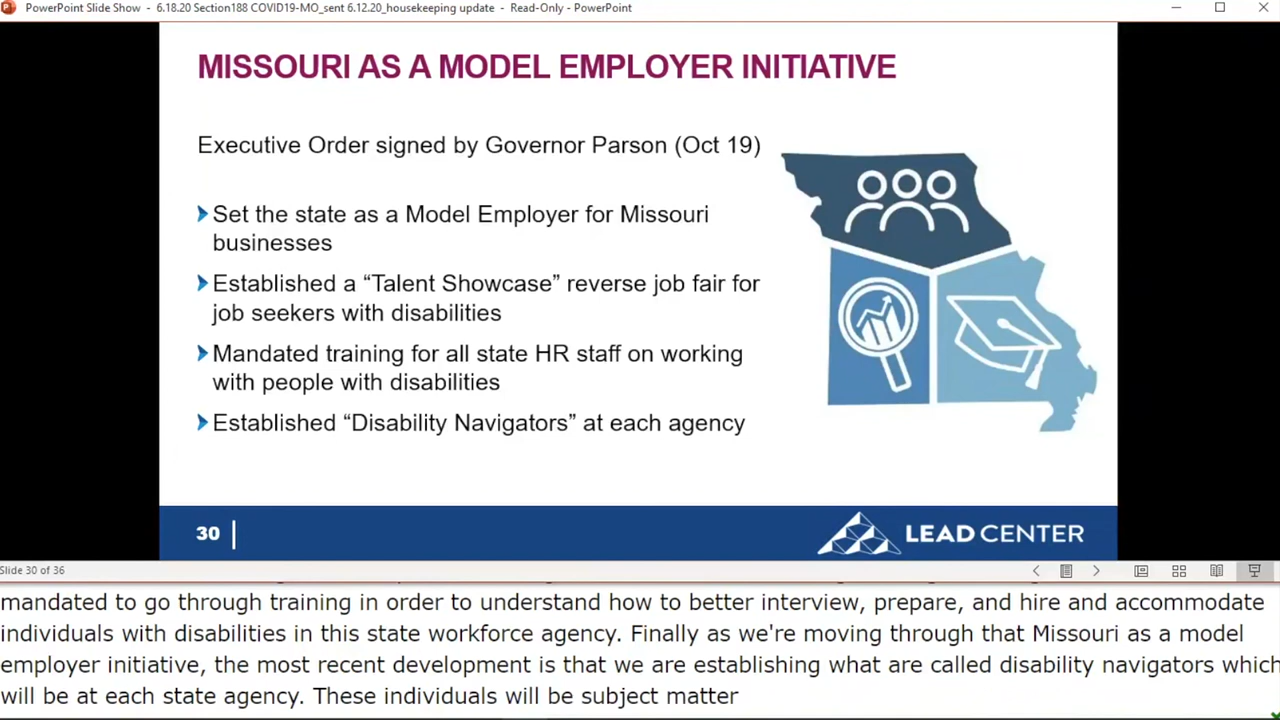 PowerPoint Slide Show - 6.18.20 Section188 COVID19-MO_sent 6.12.20_housekeeping update - Read-Only - PowerPoint
MISSOURI AS A MODEL EMPLOYER INITIATIVE
Executive Order signed by Governor Parson (Oct 19)
Set the state as a Model Employer for Missouri
businesses
Established a “Talent Showcase” reverse job fair for
job seekers with disabilities
Mandated training for all state HR staff on working
with people with disabilities
Established “Disability Navigators” at each agency
30
LEAD CENTER
Slide 30 of 36
mandated to go through training in order to understand how to better interview, prepare, and hire and accommodate
individuals with disabilities in this state workforce agency. Finally as we're moving through that Missouri as a model
employer initiative, the most recent development is that we are establishing what are called disability navigators which
will be at each state agency. These individuals will be subject matter